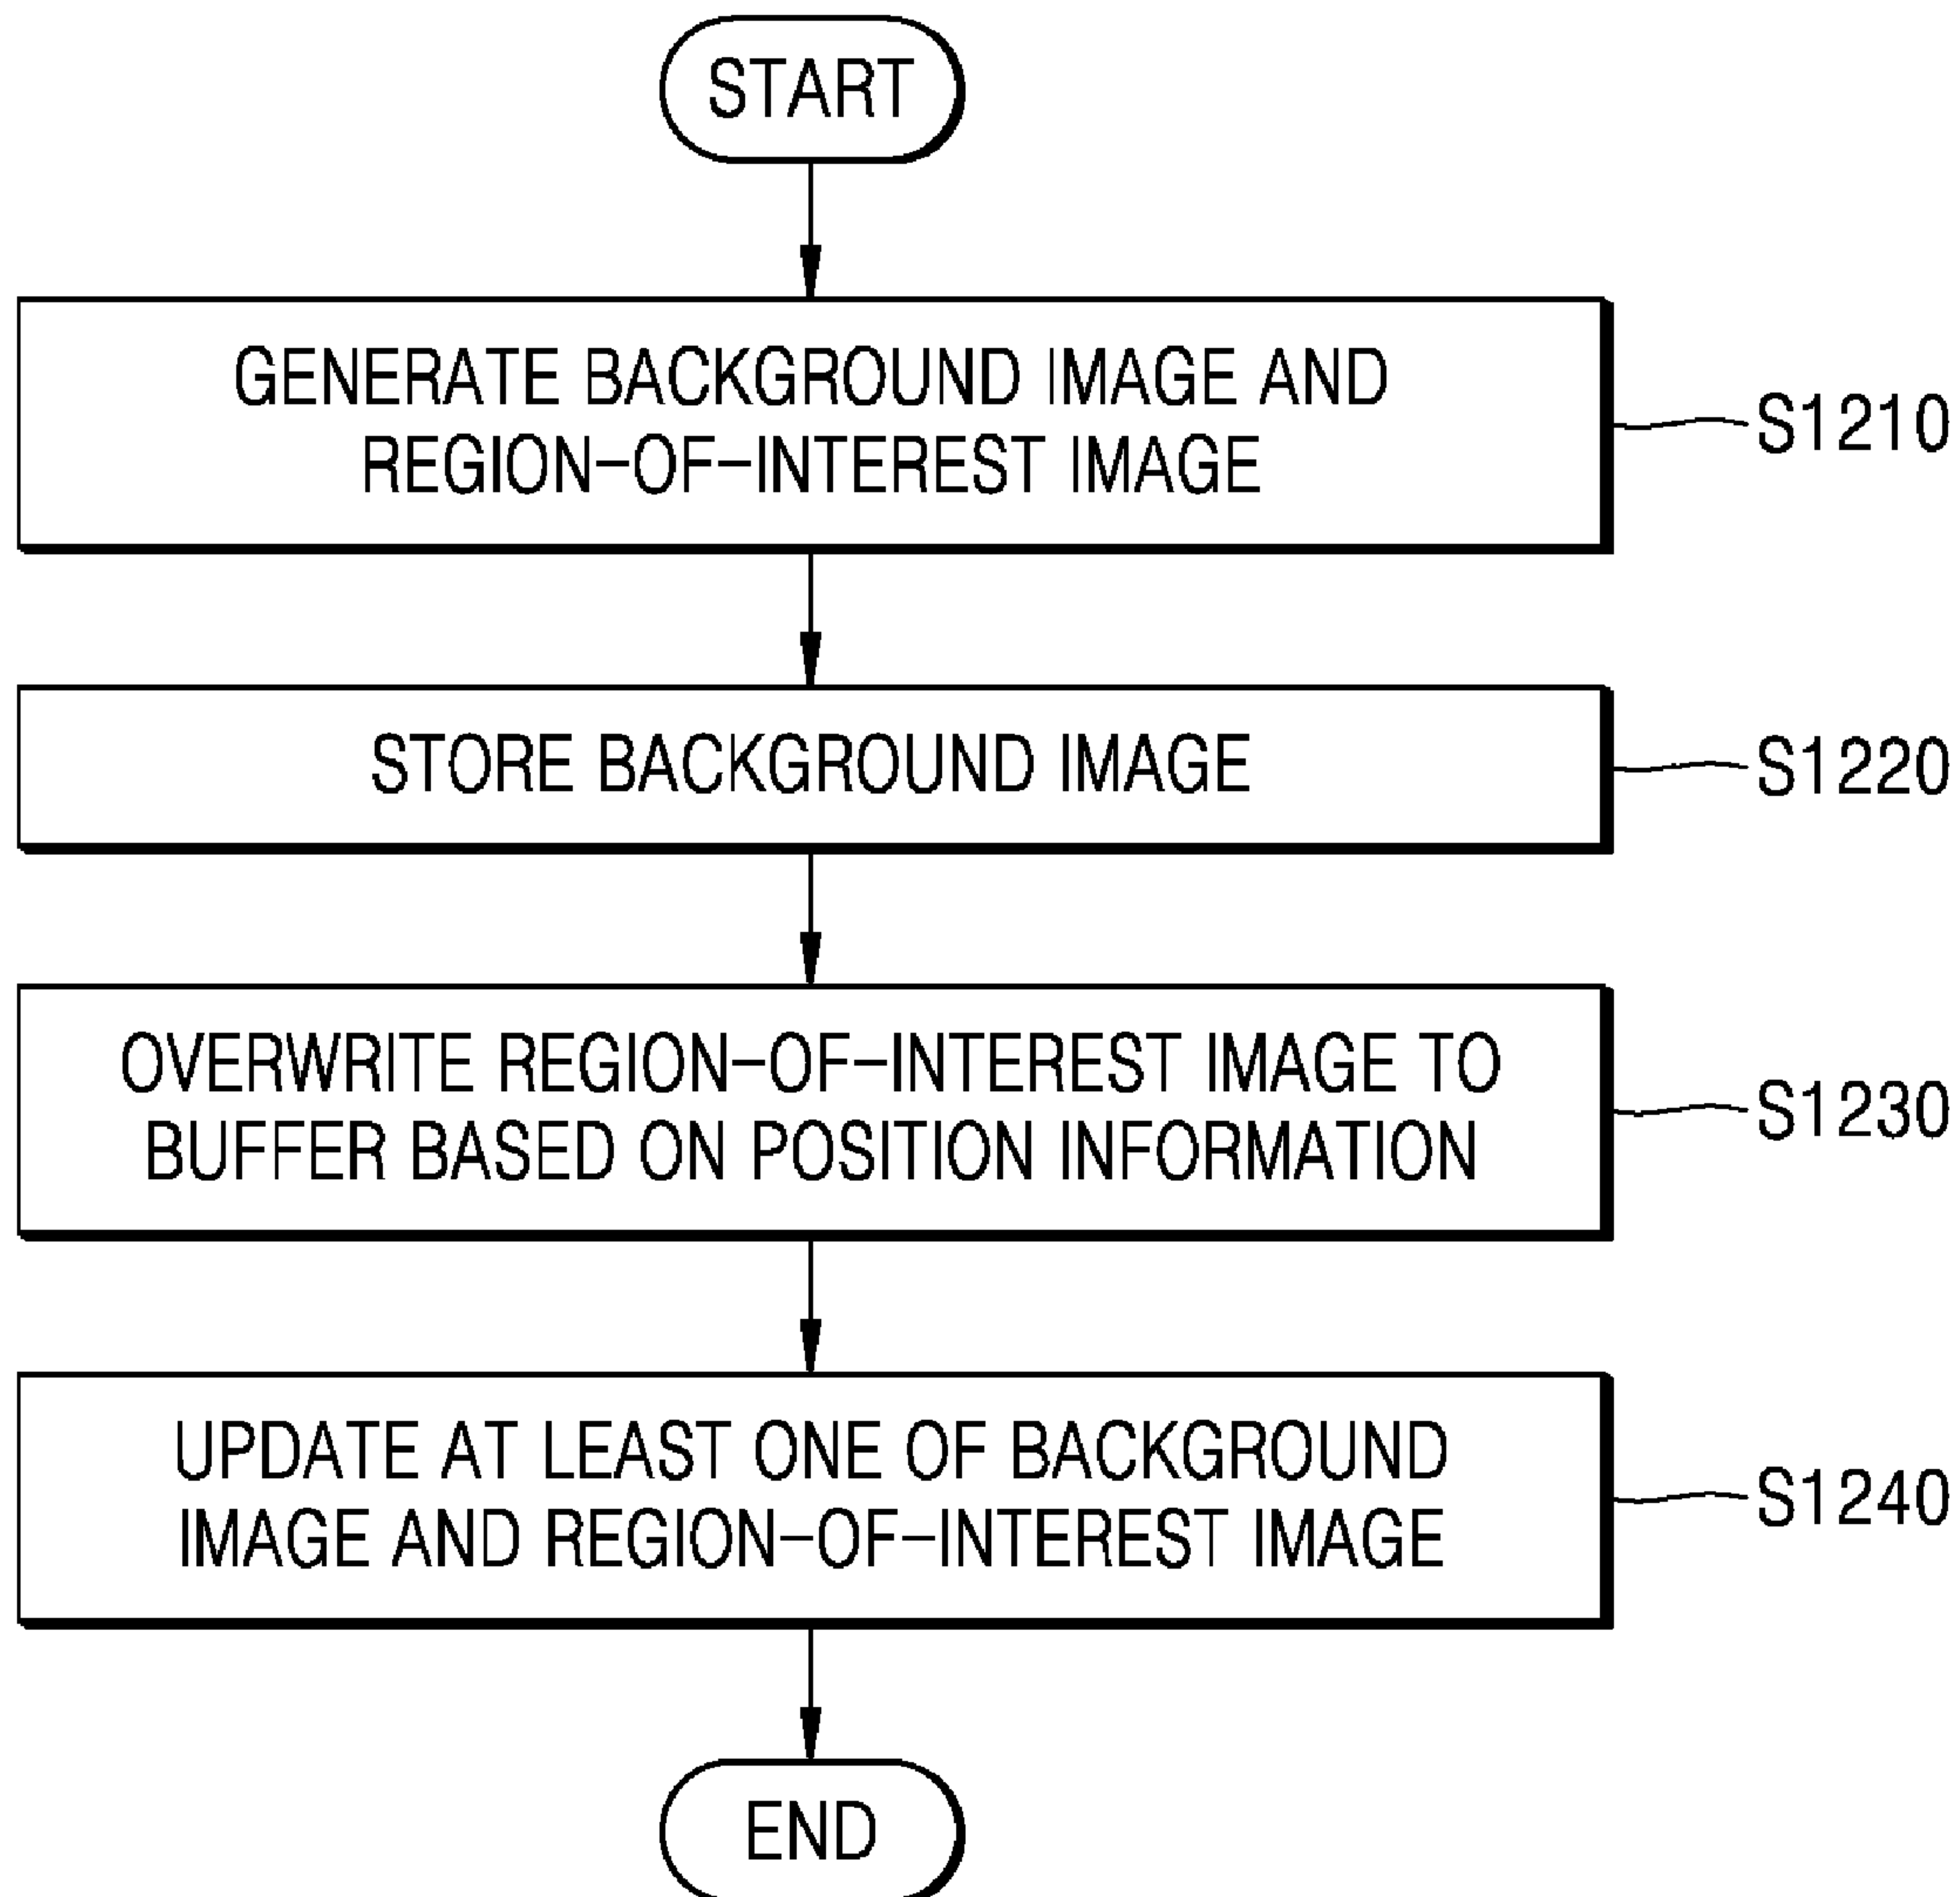 START
GENERATE BACKGROUND IMAGE AND
REGION-OF-INTEREST IMAGE
S1210
STORE BACKGROUND IMAGE
S1220
OVERWRITE REGION-OF-INTEREST IMAGE TO
BUFFER BASED ON POSITION INFORMATION
S1230
UPDATE AT LEAST ONE OF BACKGROUND
IMAGE AND REGION-OF-INTEREST IMAGE
S1240
END